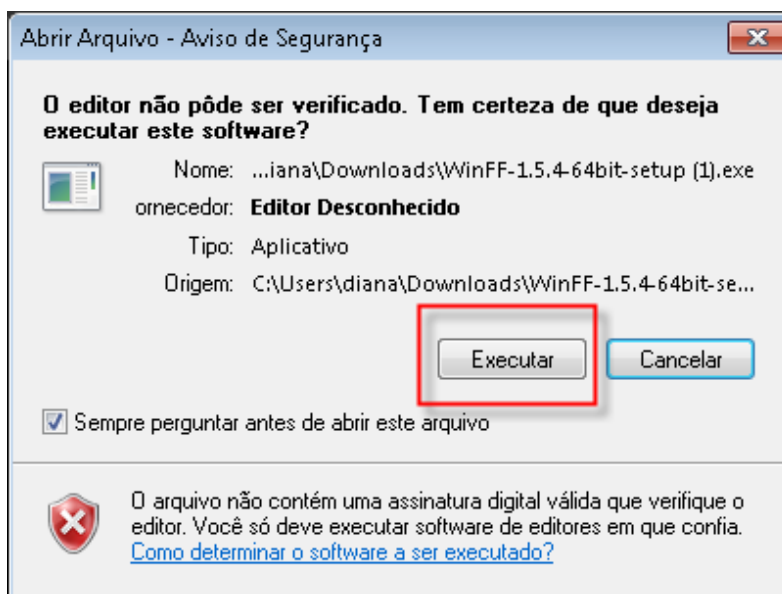 Abrir Arquivo - Aviso de Segurança
O editor não pôde ser verificado. Tem certeza de que deseja
executar este software?
Nome: ...iana\Downloads\WinFF-1.5.4-64bit-setup (1).exe
ornecedor: Editor Desconhecido
Tipo: Aplicativo
Origem: C:\Users\diana\Downloads\WinFF-1.5.4-64bit-se...
Executar Cancelar
Sempre perguntar antes de abrir este arquivo
O arquivo não contém uma assinatura digital válida que verifique o
editor. Você só deve executar software de editores em que confia.
Como determinar o software a ser executado?